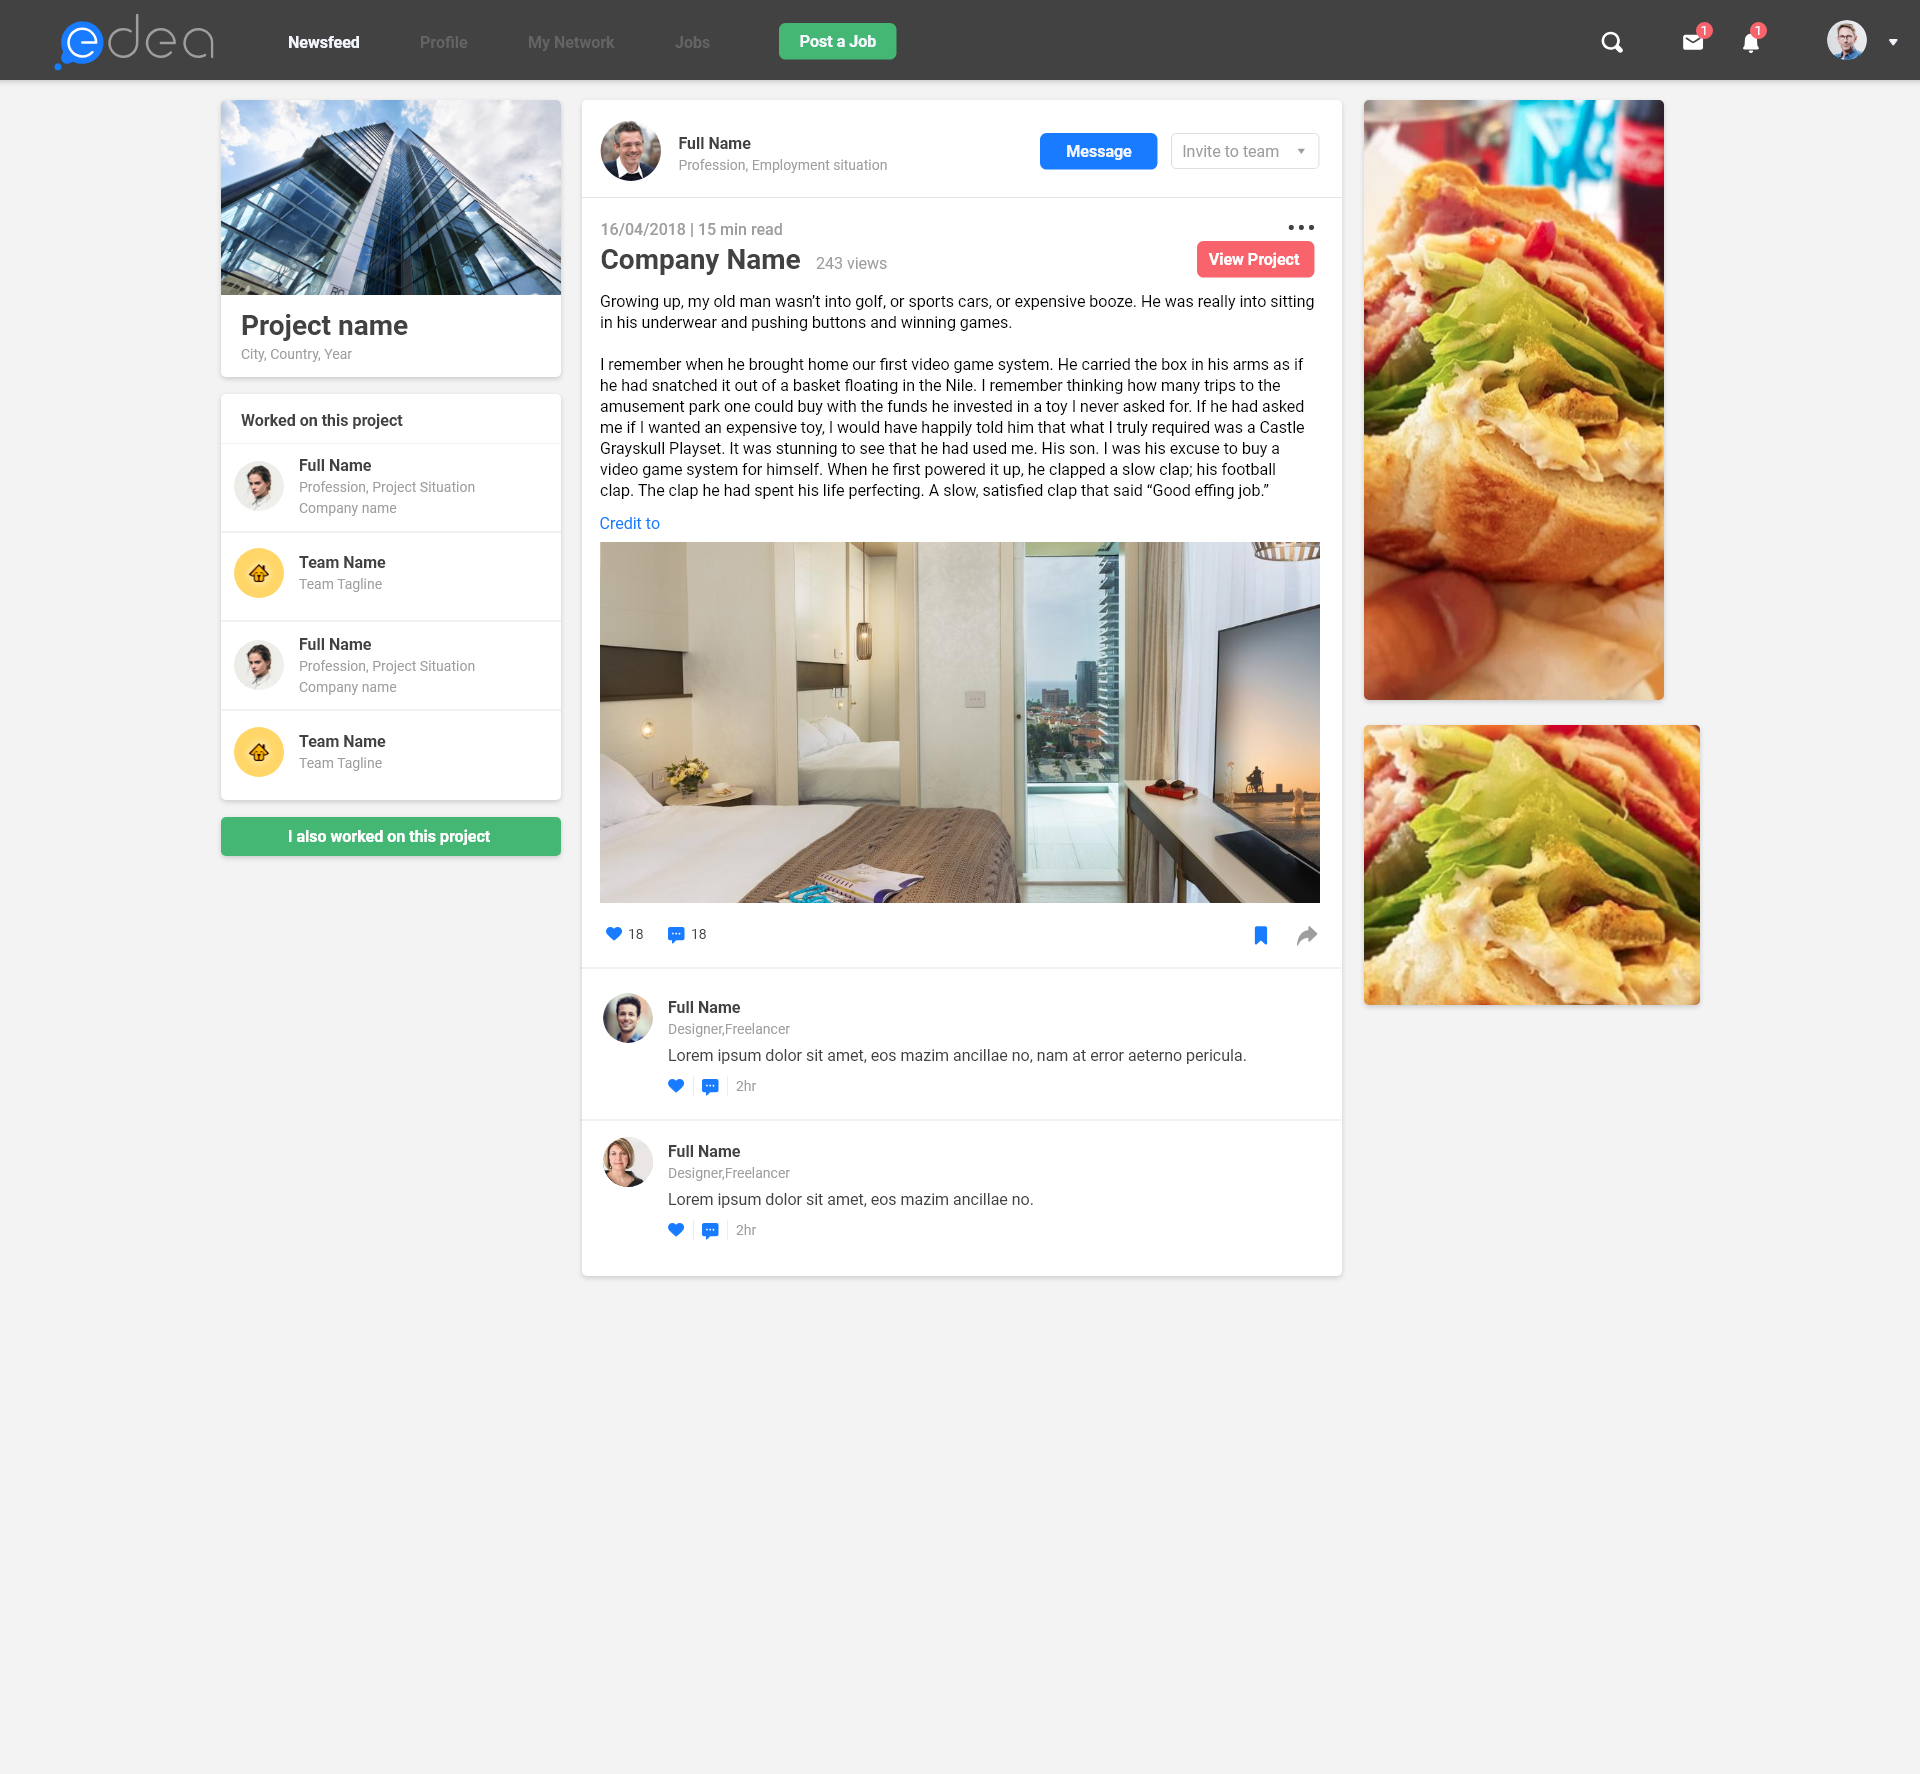 edea
Newsfeed
Profile
My Network
Jobs
Post a Job
1
1
Project name
City, Country, Year
Worked on this project
Full Name
Profession, Project Situation
Company name
Team Name
Team Tagline
Full Name
Profession, Project Situation
Company name
Team Name
Team Tagline
I also worked on this project
Full Name
Profession, Employment situation
Message
Invite to team
16/04/2018 | 15 min read
Company Name
243 views
View Project
Growing up, my old man wasn’t into golf, or sports cars, or expensive booze. He was really into sitting
in his underwear and pushing buttons and winning games.
I remember when he brought home our first video game system. He carried the box in his arms as if
he had snatched it out of a basket floating in the Nile. I remember thinking how many trips to the
amusement park one could buy with the funds he invested in a toy I never asked for. If he had asked
me if I wanted an expensive toy, I would have happily told him that what I truly required was a Castle
Grayskull Playset. It was stunning to see that he had used me. His son. I was his excuse to buy a
video game system for himself. When he first powered it up, he clapped a slow clap; his football
clap. The clap he had spent his life perfecting. A slow, satisfied clap that said “Good effing job.”
Credit to
18
18
Full Name
Designer,Freelancer
Lorem ipsum dolor sit amet, eos mazim ancillae no, nam at error aeterno pericula.
2hr
Full Name
Designer,Freelancer
Lorem ipsum dolor sit amet, eos mazim ancillae no.
2hr